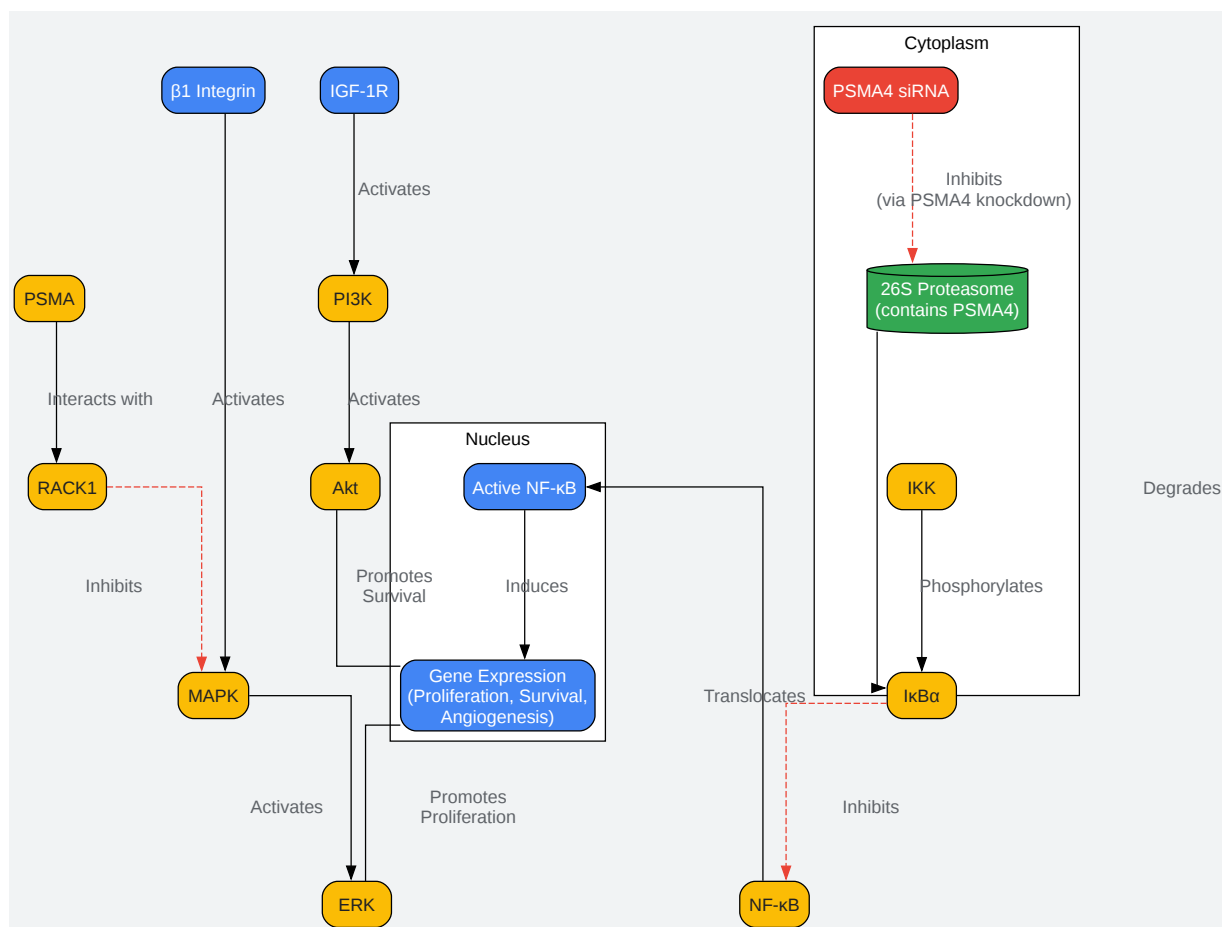 Cytoplasm
β1 Integrin
IGF-1R
PSMA4 siRNA
Activates
Inhibits
(via PSMA4 knockdown)
PSMA
PI3K
26S Proteasome
(contains PSMA4)
Interacts with
Activates
Activates
Nucleus
RACK1
Akt
Active NF-κB
IKK
Degrades
Inhibits
Promotes
Survival
Induces
Phosphorylates
MAPK
Gene Expression
(Proliferation, Survival,
Angiogenesis)
Translocates
IκBα
Activates
Promotes
Proliferation
Inhibits
ERK
NF-κB